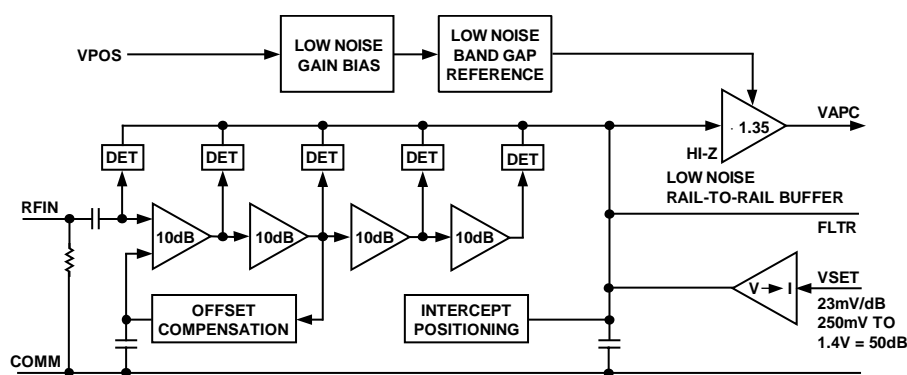 VPOS
LOW NOISE
GAIN BIAS
LOW NOISE
BAND GAP
REFERENCE
· 1.35
VAPC
HI-Z
LOW NOISE
RAIL-TO-RAIL BUFFER
DET
DET
DET
DET
DET
RFIN
10dB
10dB
10dB
10dB
FLTR
OFFSET
COMPENSATION
INTERCEPT
POSITIONING
V I
VSET
23mV/dB
250mV TO
1.4V = 50dB
COMM